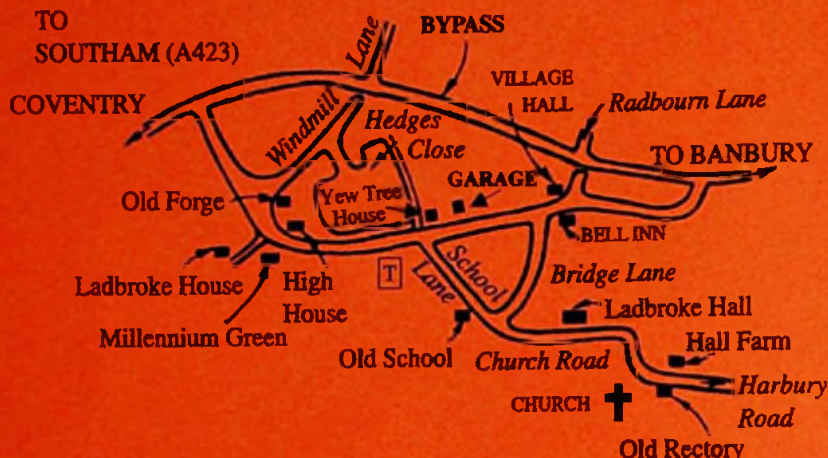 TO
SOUTHAM (A423)
COVENTRY
Lane
Windmill
BYPASS
VILLAGE
HALL
Radbourn Lane
Hedges
Close
TO BANBURY
Old Forge
Yew Tree
House
GARAGE
BELL INN
Ladbroke House
High
House
Millennium Green
T
School
Lane
Bridge Lane
Ladbroke Hall
Old School
Church Road
Hall Farm
CHURCH
Harbury
Road
Old Rectory